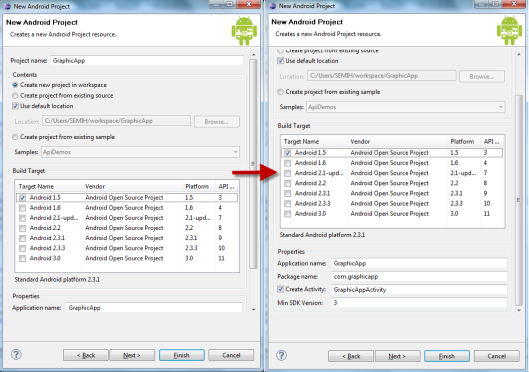 New Android Project
New Android Project
Creates a new Android Project resource.
Project name: GraphicApp
Contents
Create new project in workspace
Create project from existing source
Use default location
Location: C:/Users/SEMIH/workspace/GraphicApp Browse...
Create project from existing sample
Samples: ApiDemos
Build Target
Target Name Vendor Platform API ...
Android 1.5 Android Open Source Project 1.5 3
Android 1.6 Android Open Source Project 1.6 4
Android 2.1-upd... Android Open Source Project 2.1-upd... 7
Android 2.2 Android Open Source Project 2.2 8
Android 2.3.1 Android Open Source Project 2.3.1 9
Android 2.3.3 Android Open Source Project 2.3.3 10
Android 3.0 Android Open Source Project 3.0 11
Standard Android platform 2.3.1
Properties
Application name: GraphicApp
< Back Next > Finish Cancel
New Android Project
New Android Project
Creates a new Android Project resource.
Create project from existing source
Use default location
Location: C:/Users/SEMIH/workspace/GraphicApp Browse...
Create project from existing sample
Samples: ApiDemos
Build Target
Target Name Vendor Platform API ...
Android 1.5 Android Open Source Project 1.5 3
Android 1.6 Android Open Source Project 1.6 4
Android 2.1-upd... Android Open Source Project 2.1-upd... 7
Android 2.2 Android Open Source Project 2.2 8
Android 2.3.1 Android Open Source Project 2.3.1 9
Android 2.3.3 Android Open Source Project 2.3.3 10
Android 3.0 Android Open Source Project 3.0 11
Standard Android platform 2.3.1
Properties
Application name: GraphicApp
Package name: com.graphicapp
Create Activity: GraphicAppActivity
Min SDK Version: 3
< Back Next > Finish Cancel